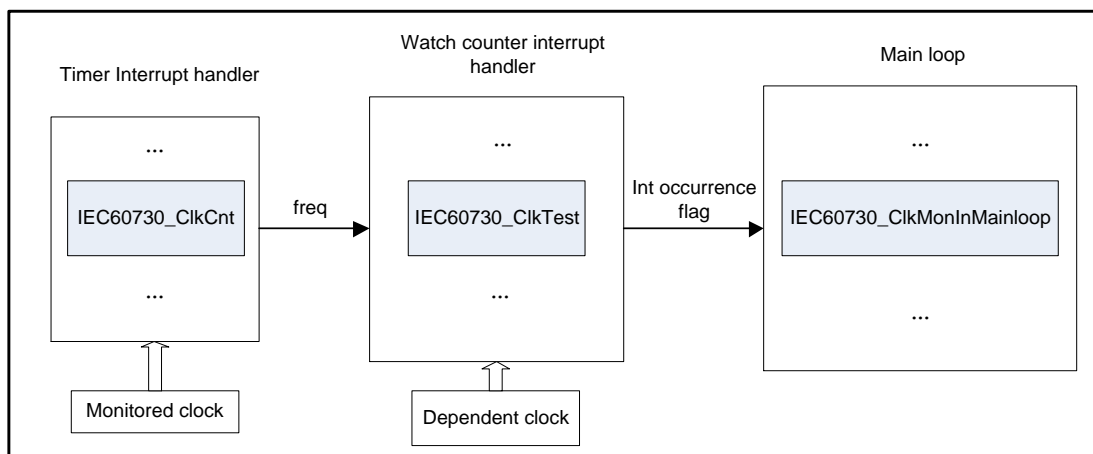 Timer Interrupt handler
...
IEC60730_ClkCnt
...
Monitored clock
freq
Watch counter interrupt
handler
...
IEC60730_ClkTest
...
Dependent clock
Int occurrence
flag
Main loop
...
IEC60730_ClkMonInMainloop
...